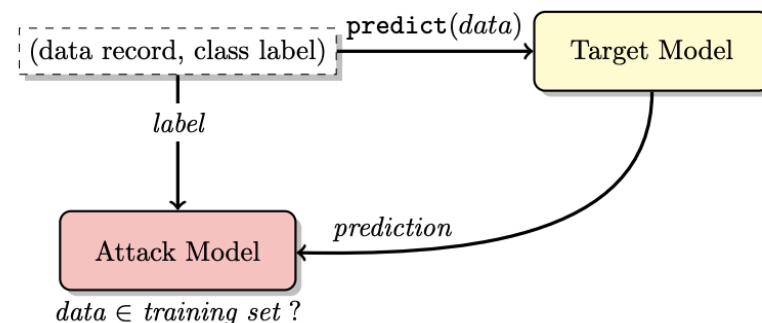 predict(data)
(data record, class label)
Target Model
label
prediction
Attack Model
data ∈ training set ?